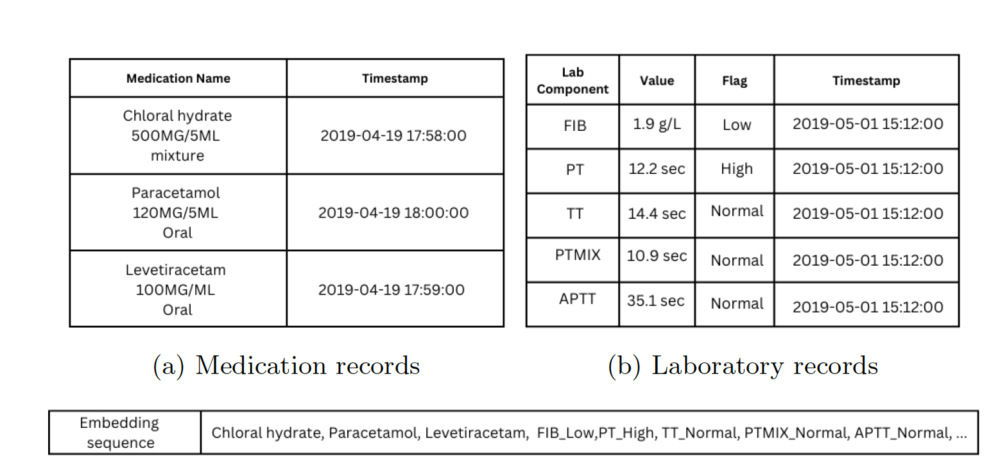 Medication Name Timestamp
Chloral hydrate
500MG/5ML
mixture
2019-04-19 17:58:00
Paracetamol
120MG/5ML
Oral
2019-04-19 18:00:00
Levetiracetam
100MG/ML
Oral
2019-04-19 17:59:00
(a) Medication records
Lab
Component
Value Flag Timestamp
FIB 1.9 g/L Low 2019-05-01 15:12:00
PT 12.2 sec High 2019-05-01 15:12:00
TT 14.4 sec Normal 2019-05-01 15:12:00
PTMIX 10.9 sec Normal 2019-05-01 15:12:00
APTT 35.1 sec Normal 2019-05-01 15:12:00
(b) Laboratory records
Embedding
sequence
Chloral hydrate, Paracetamol, Levetiracetam, FIB_Low,PT_High, TT_Normal, PTMIX_Normal, APTT_Normal, ...